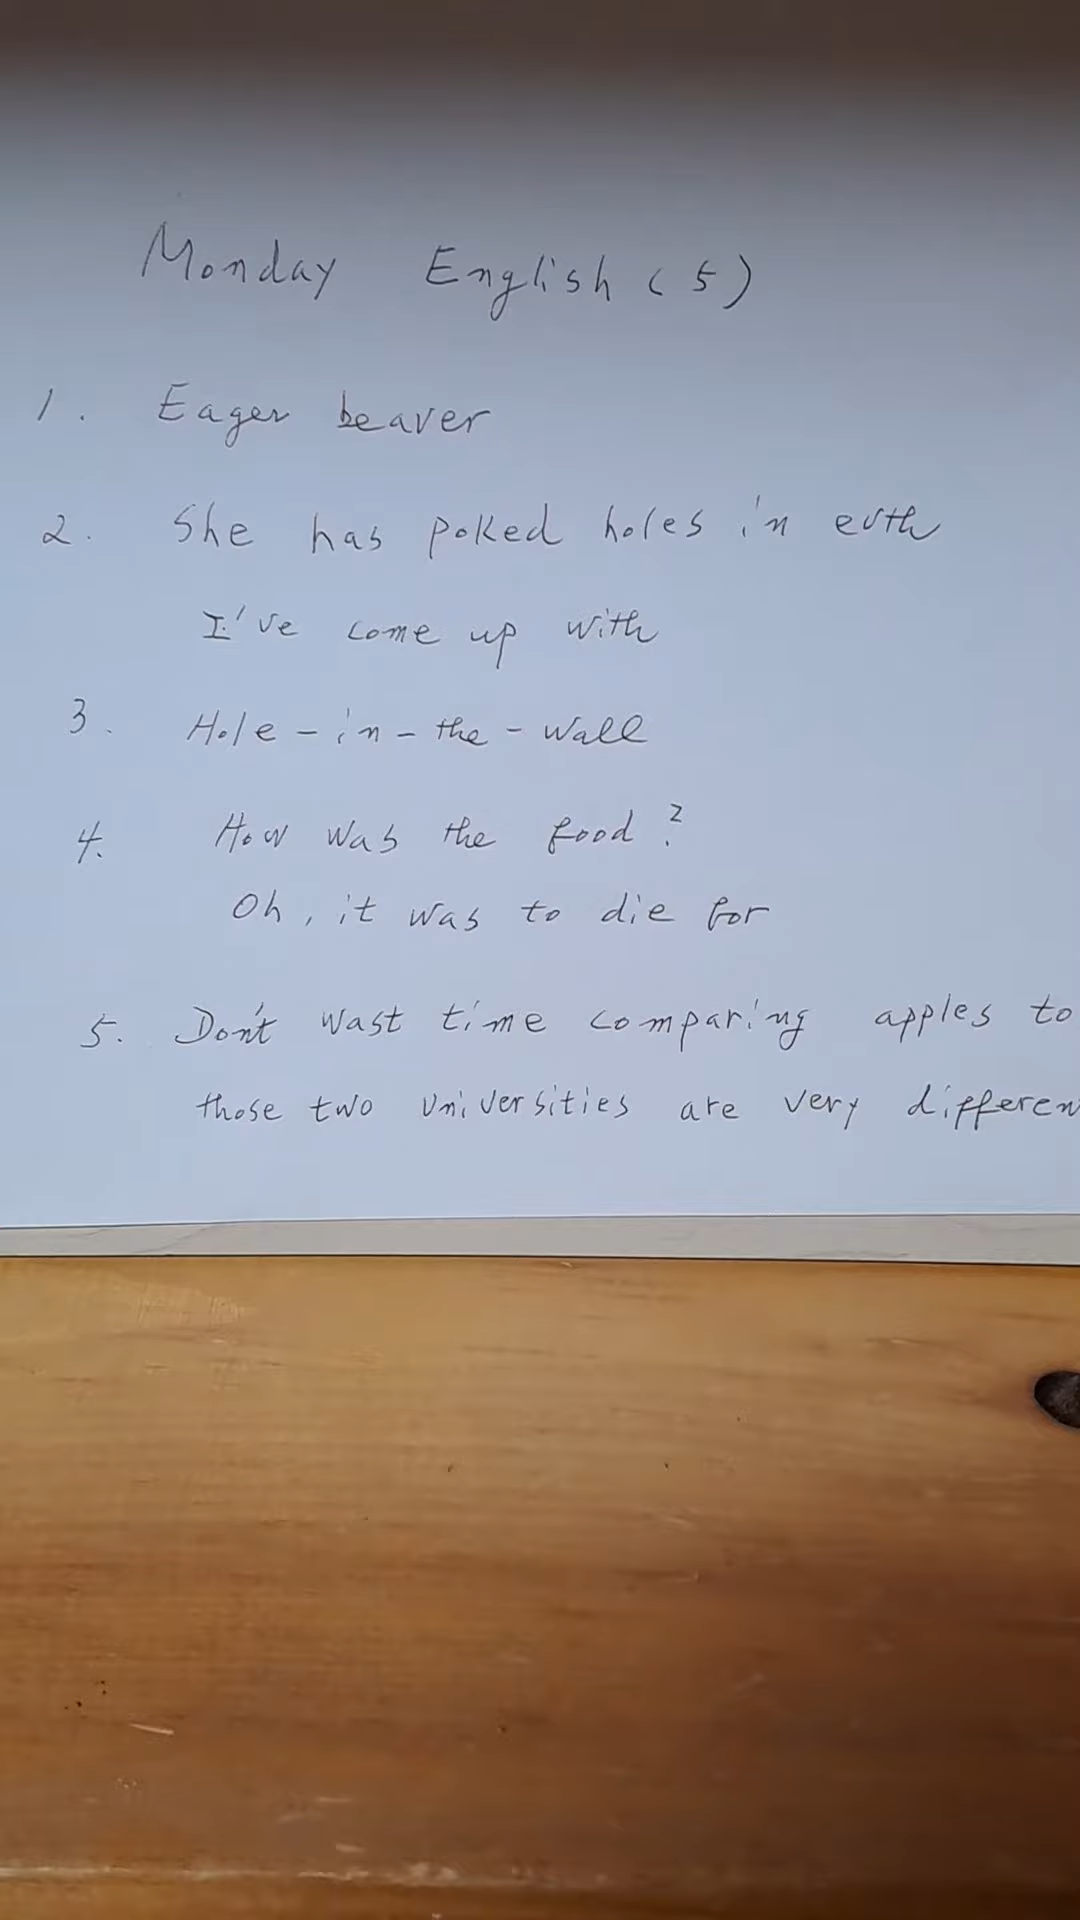 Monday English (5)
1. Eager beaver
2. She has poked holes in evth
I've come up with
3. Hole-in-the-wall
4. How was the food?
Oh, it was to die for
5. Don't wast time comparing apples to
those two universities are very differen